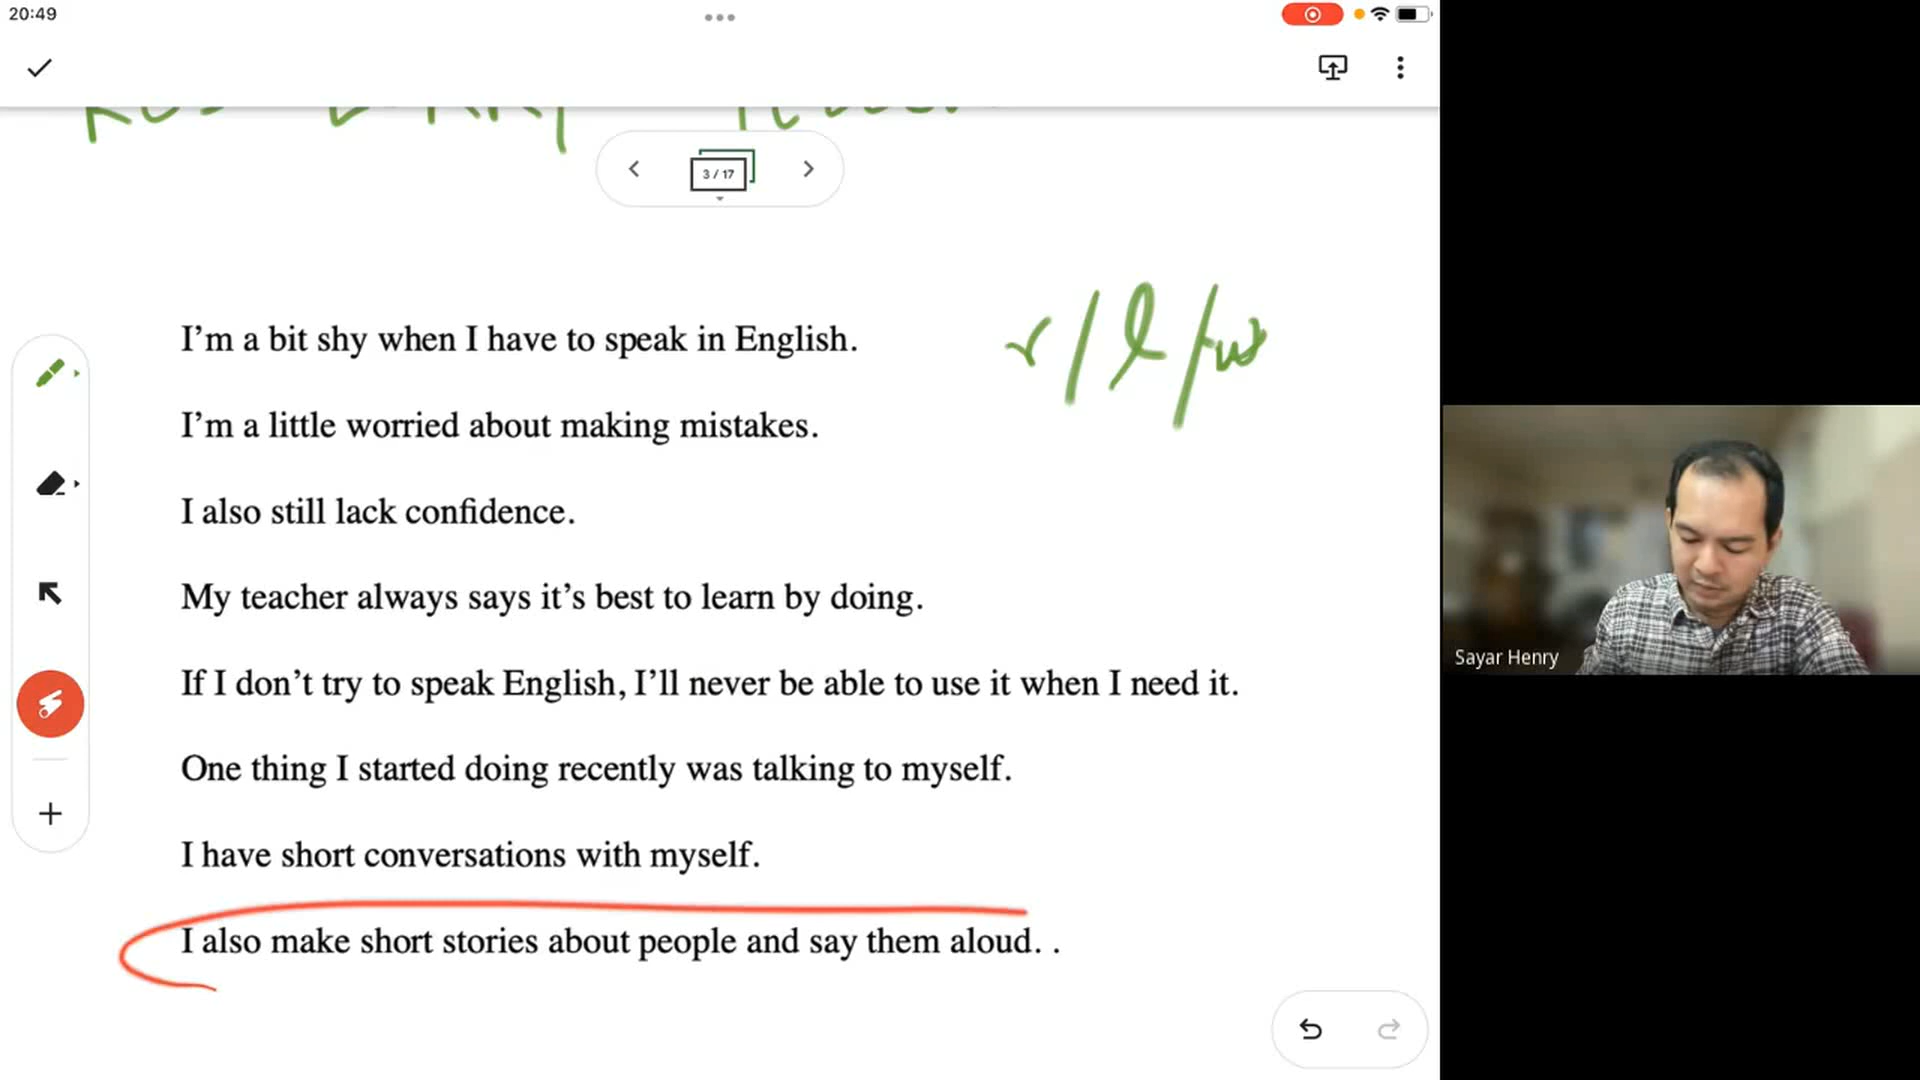 20:49
3 / 17
I'm a bit shy when I have to speak in English.
I'm a little worried about making mistakes.
I also still lack confidence.
My teacher always says it's best to learn by doing.
If I don't try to speak English, I'll never be able to use it when I need it.
One thing I started doing recently was talking to myself.
I have short conversations with myself.
I also make short stories about people and say them aloud. .
Sayar Henry